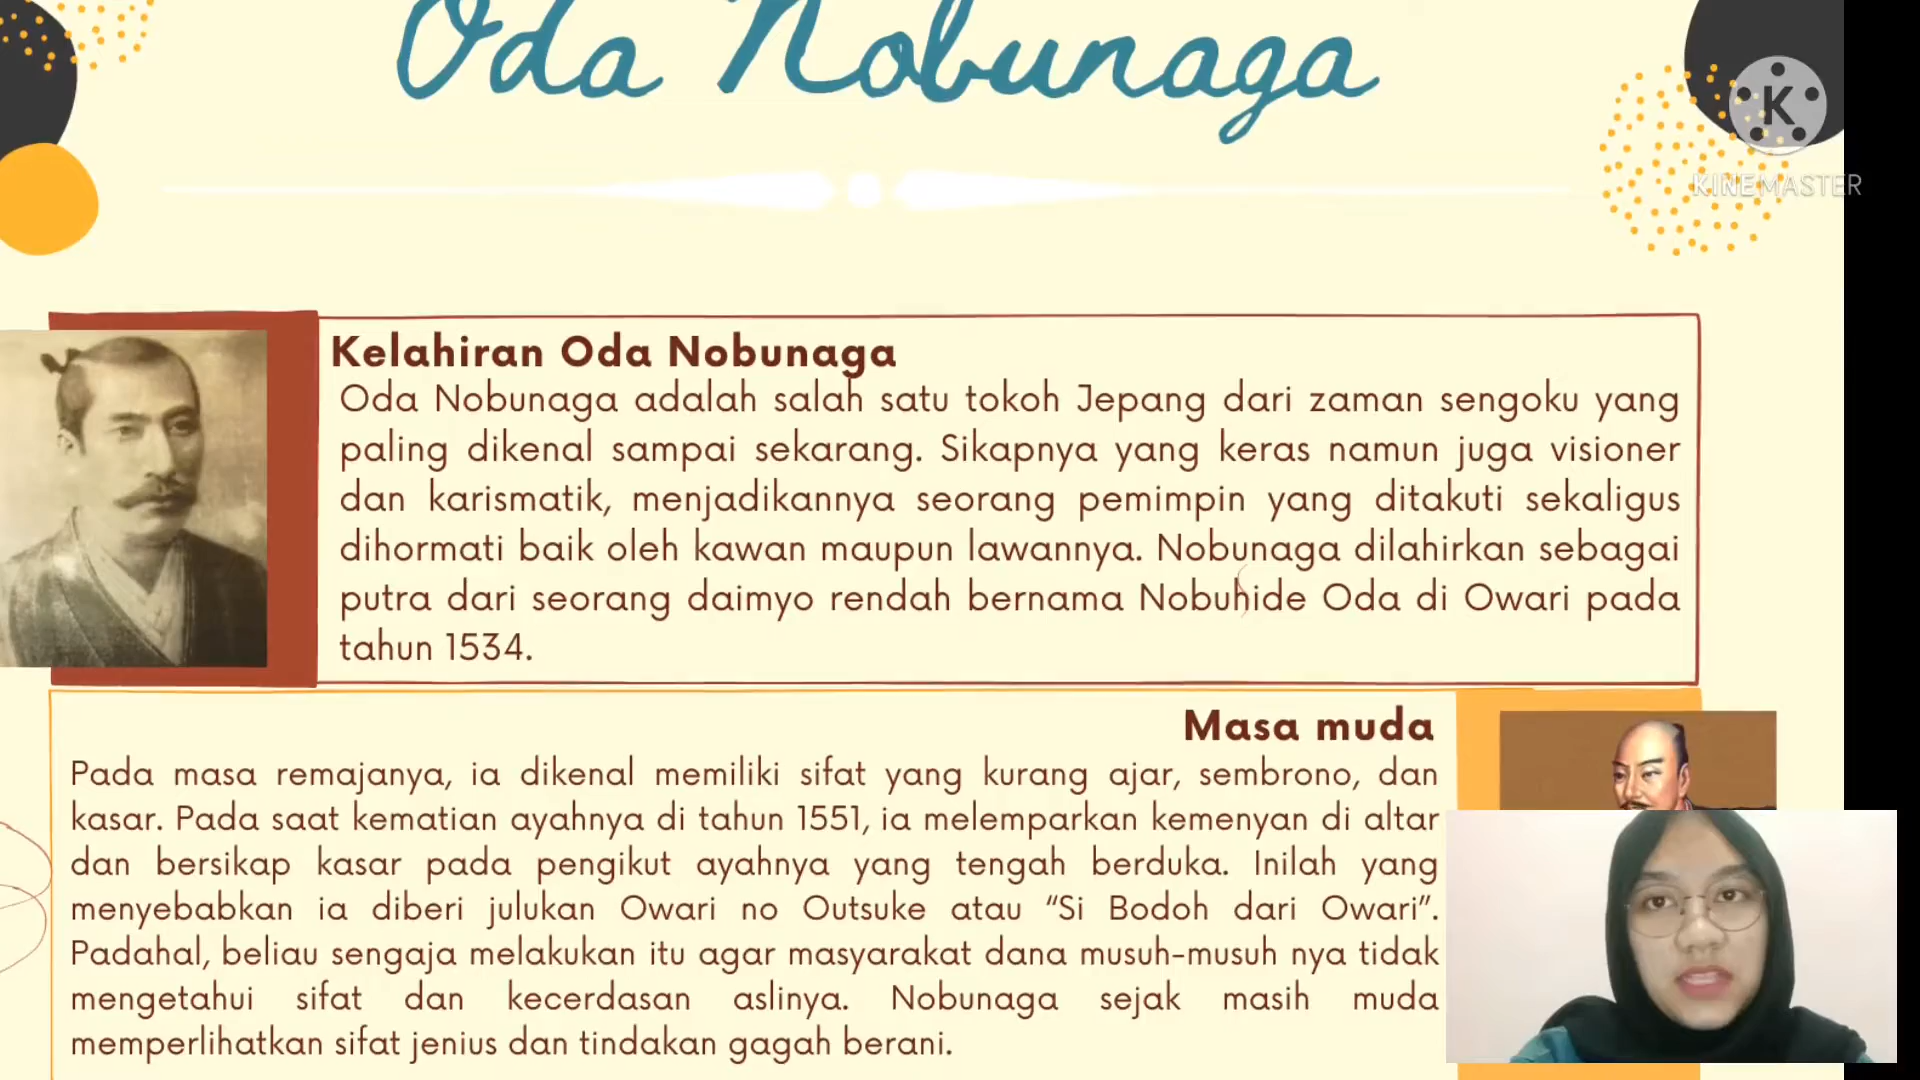 Oda Nobunaga
K
KINEMASTER
Kelahiran Oda Nobunaga
Oda Nobunaga adalah salah satu tokoh Jepang dari zaman sengoku yang
paling dikenal sampai sekarang. Sikapnya yang keras namun juga visioner
dan karismatik, menjadikannya seorang pemimpin yang ditakuti sekaligus
dihormati baik oleh kawan maupun lawannya. Nobunaga dilahirkan sebagai
putra dari seorang daimyo rendah bernama Nobuhide Oda di Owari pada
tahun 1534.
Masa muda
Pada masa remajanya, ia dikenal memiliki sifat yang kurang ajar, sembrono, dan
kasar. Pada saat kematian ayahnya di tahun 1551, ia melemparkan kemenyan di altar
dan bersikap kasar pada pengikut ayahnya yang tengah berduka. Inilah yang
menyebabkan ia diberi julukan Owari no Outsuke atau “Si Bodoh dari Owari”.
Padahal, beliau sengaja melakukan itu agar masyarakat dana musuh-musuh nya tidak
mengetahui sifat dan kecerdasan aslinya. Nobunaga sejak masih muda
memperlihatkan sifat jenius dan tindakan gagah berani.